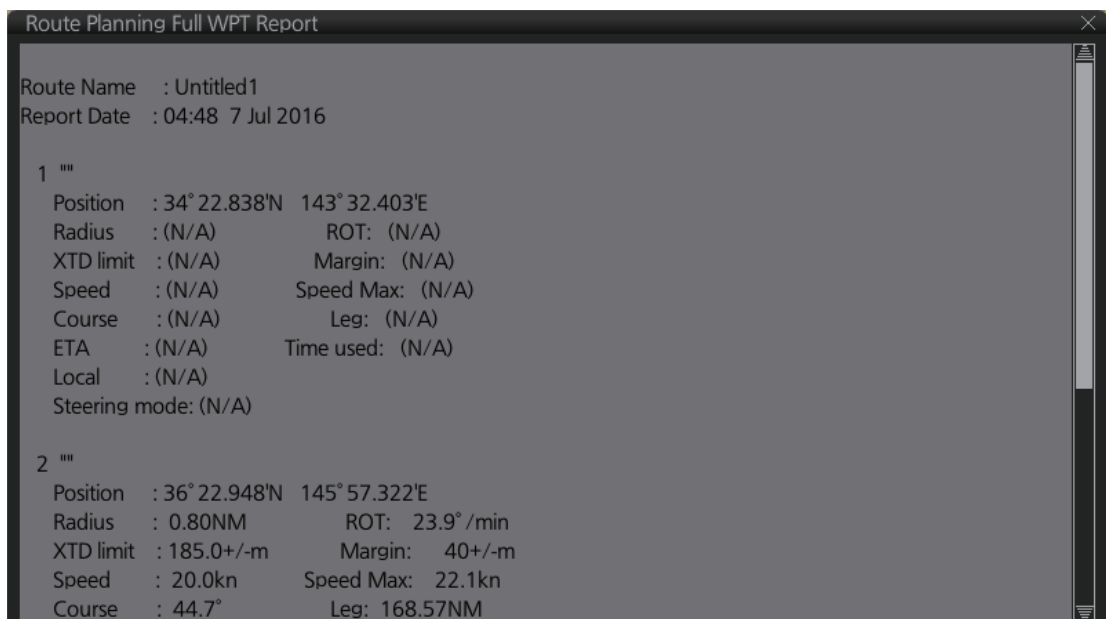 Route Planning Full WPT Report
Route Name : Untitled1
Report Date : 04:48 7 Jul 2016
1 ""
Position : 34°22.838'N 143°32.403'E
Radius : (N/A) ROT: (N/A)
XTD limit : (N/A) Margin: (N/A)
Speed : (N/A) Speed Max: (N/A)
Course : (N/A) Leg: (N/A)
ETA : (N/A) Time used: (N/A)
Local : (N/A)
Steering mode: (N/A)
2 ""
Position : 36°22.948'N 145°57.322'E
Radius : 0.80NM ROT: 23.9°/min
XTD limit : 185.0+/-m Margin: 40+/-m
Speed : 20.0kn Speed Max: 22.1kn
Course : 44.7° Leg: 168.57NM